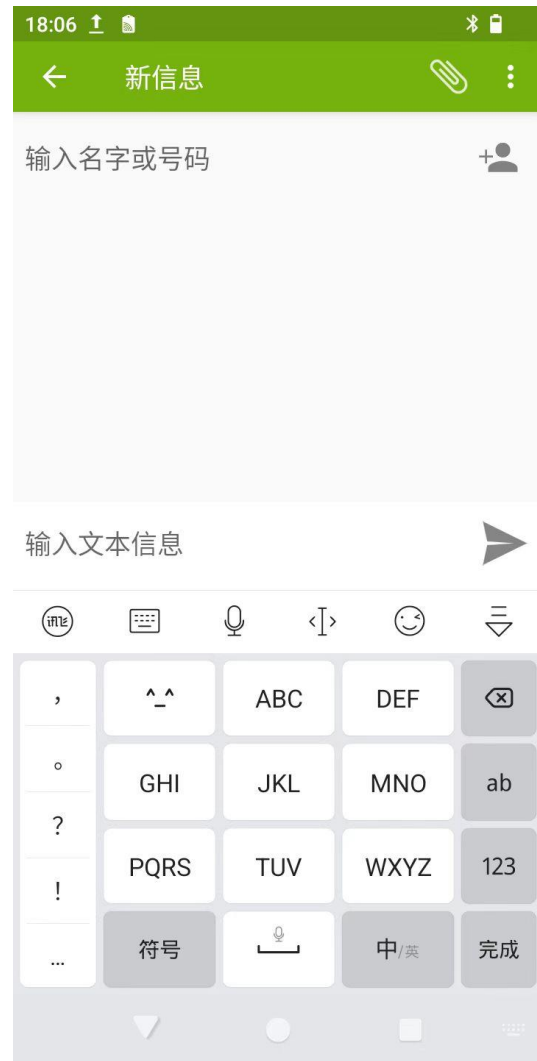 18:06
新信息
输入名字或号码
输入文本信息
iFLY
, ^_^ ABC DEF
。 GHI JKL MNO ab
?
! PQRS TUV WXYZ 123
... 符号 中/英 完成